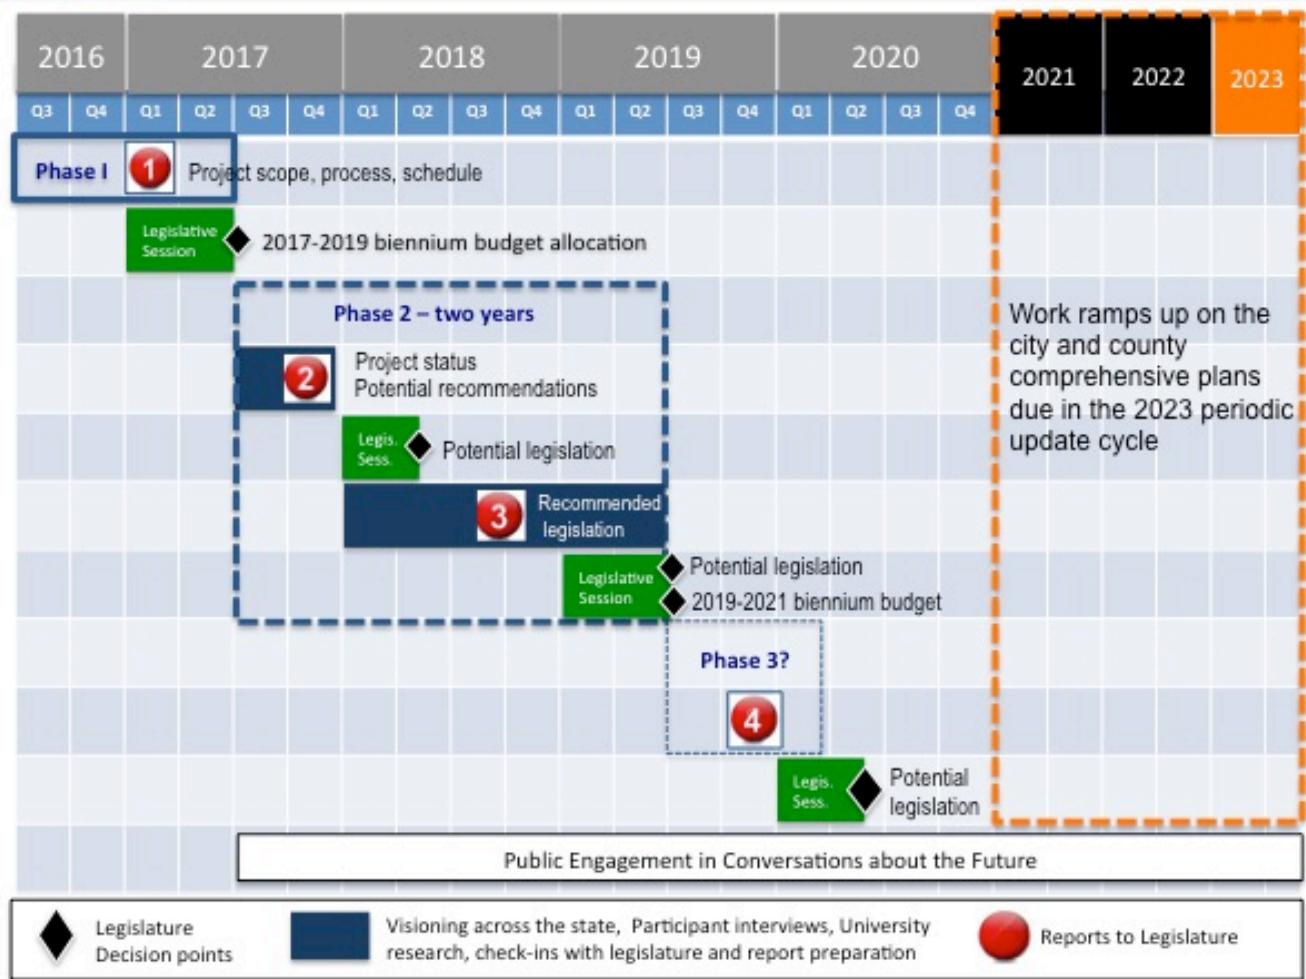 2016 2017 2018 2019 2020 2021 2022 2023
Q3 Q4 Q1 Q2 Q3 Q4 Q1 Q2 Q3 Q4 Q1 Q2 Q3 Q4 Q1 Q2 Q3 Q4
Phase I 1 Project scope, process, schedule
Legislative
Session
2017-2019 biennium budget allocation
Phase 2 – two years
2
Project status
Potential recommendations
Legis.
Sess.
Potential legislation
3
Recommended
legislation
Legislative
Session
Potential legislation
2019-2021 biennium budget
Phase 3?
4
Legis.
Sess.
Potential
legislation
Work ramps up on the
city and county
comprehensive plans
due in the 2023 periodic
update cycle
Public Engagement in Conversations about the Future
Legislature
Decision points
Visioning across the state, Participant interviews, University
research, check-ins with legislature and report preparation
Reports to Legislature